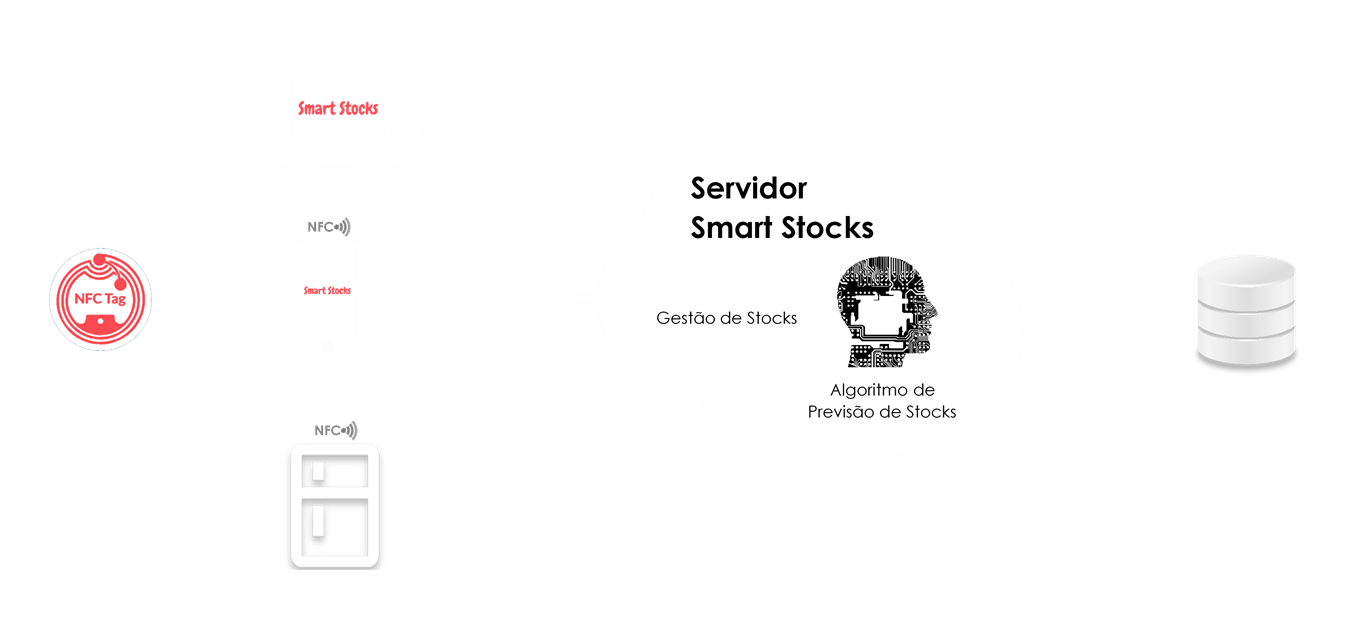 Smart Stocks
NFC
NFC Tag
Smart Stocks
NFC
Servidor
Smart Stocks
Gestão de Stocks
Algoritmo de
Previsão de Stocks